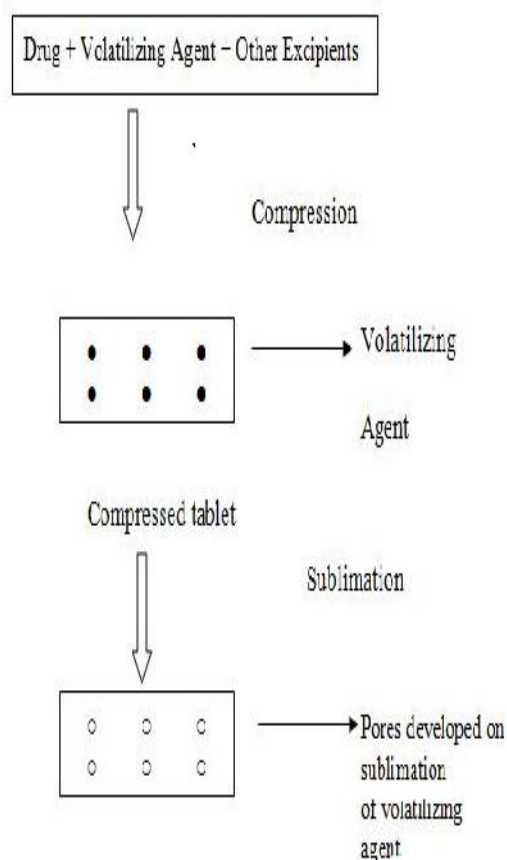 Drug + Volatilizing Agent – Other Excipients
Compression
Volatilizing
Agent
Compressed tablet
Sublimation
Pores developed on
sublimation
of volatilizing
agent